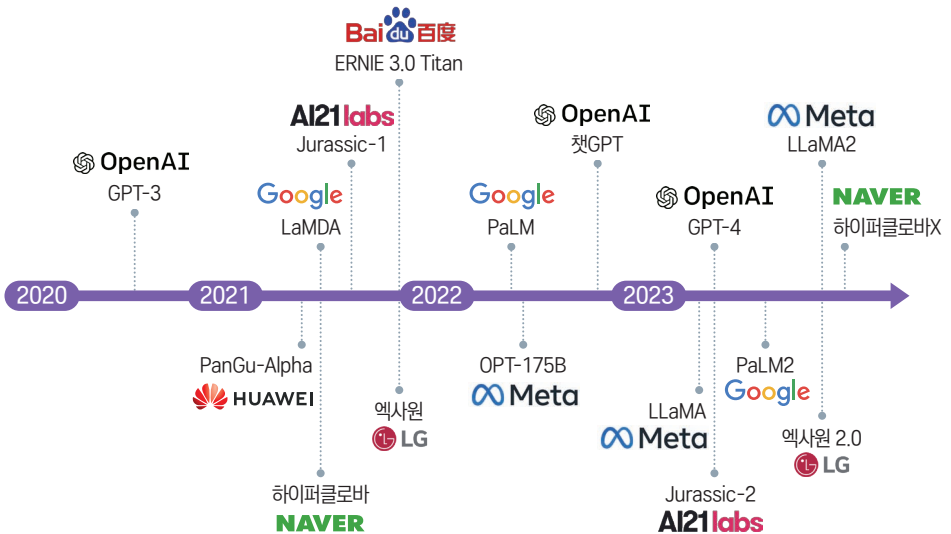 Bai du 百度
ERNIE 3.0 Titan
AI21 labs
Jurassic-1
OpenAI
챗GPT
Meta
LLaMA2
OpenAI
GPT-3
Google
LaMDA
Google
PaLM
OpenAI
GPT-4
NAVER
하이퍼클로바X
2020
2021
2022
2023
PanGu-Alpha
HUAWEI
엑사원
LG
OPT-175B
Meta
LLaMA
Meta
PaLM2
Google
엑사원 2.0
LG
하이퍼클로바
NAVER
Jurassic-2
AI21 labs